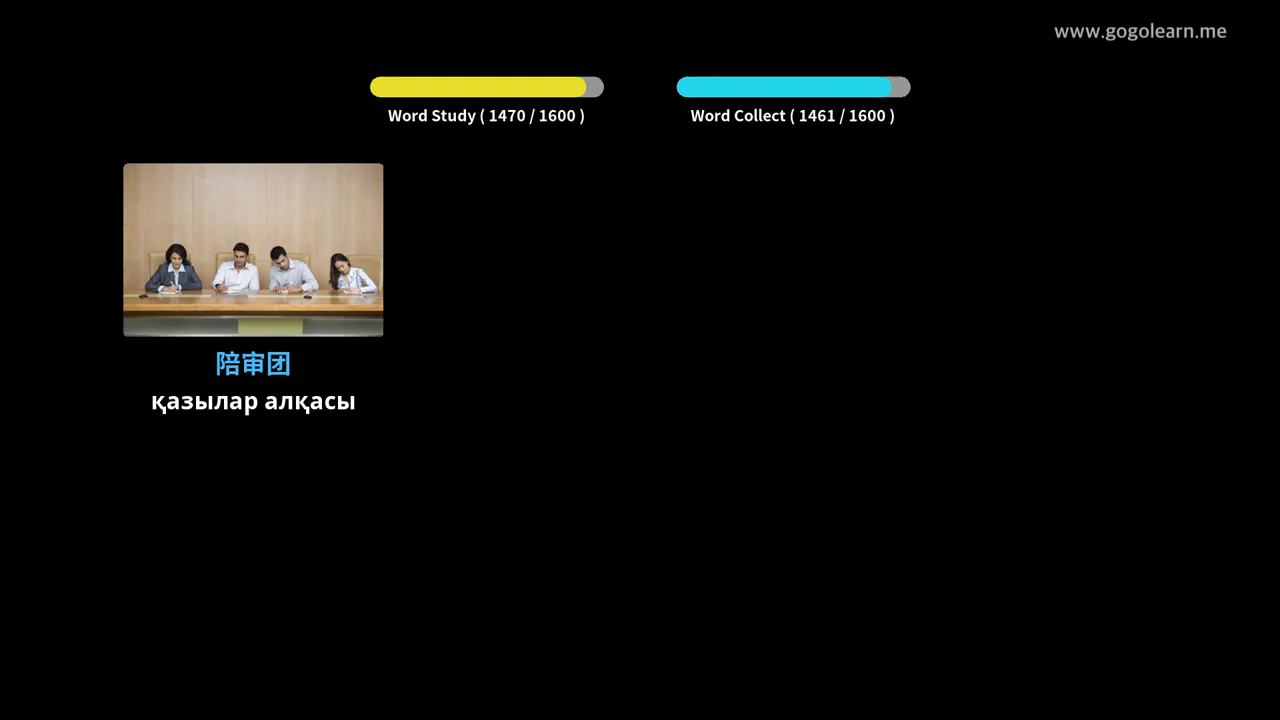 www.gogolearn.me
Word Study ( 1470 / 1600 )
Word Collect ( 1461 / 1600 )
陪审团
қазылар алқасы